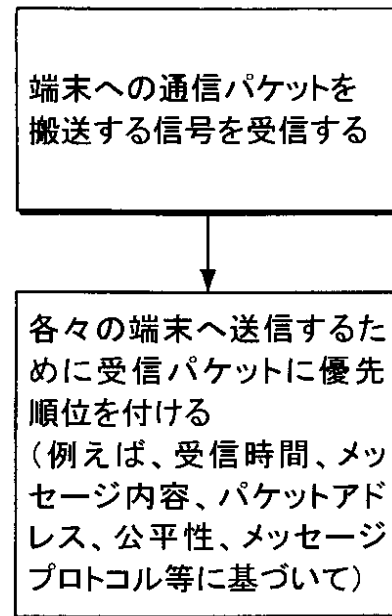 端末への通信パケットを
搬送する信号を受信する
各々の端末へ送信するた
めに受信パケットに優先
順位を付ける
(例えば、受信時間、メッ
セージ内容、パケットアド
レス、公平性、メッセージ
プロトコル等に基づいて)